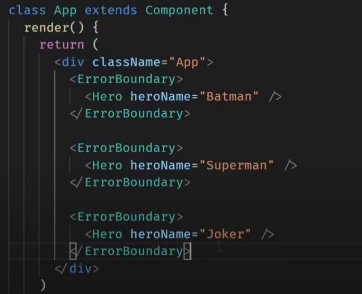 class App extends Component {
  render() {
    return (
      <div className="App">
        <ErrorBoundary>
          <Hero heroName="Batman" />
        </ErrorBoundary>

        <ErrorBoundary>
          <Hero heroName="Superman" />
        </ErrorBoundary>

        <ErrorBoundary>
          <Hero heroName="Joker" />
        </ErrorBoundary>
      </div>
    )